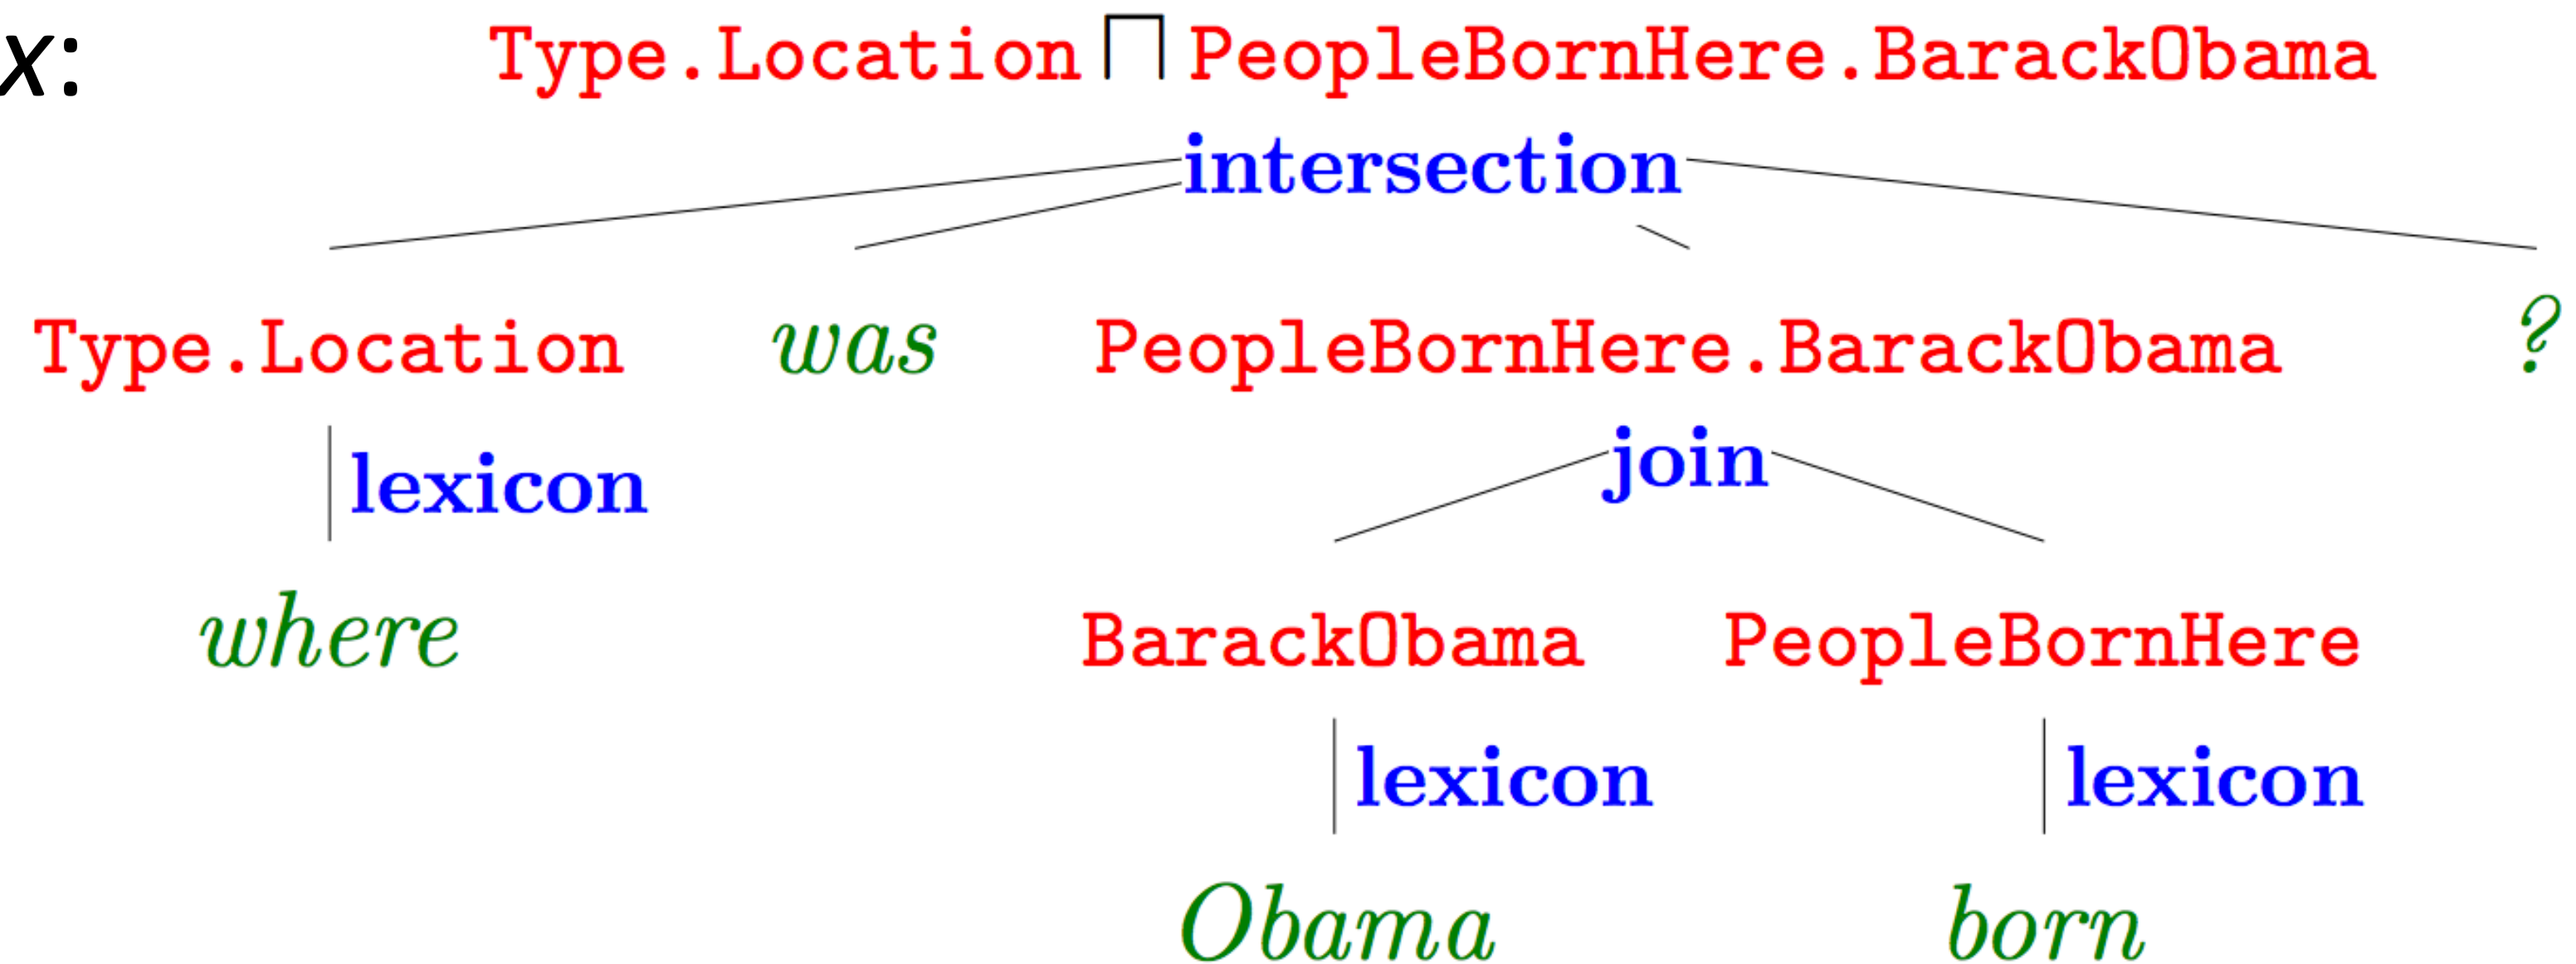 x: Type.Location ⊓ PeopleBornHere.BarackObama
intersection
Type.Location was PeopleBornHere.BarackObama ?
lexicon join
where BarackObama PeopleBornHere
lexicon lexicon
Obama born